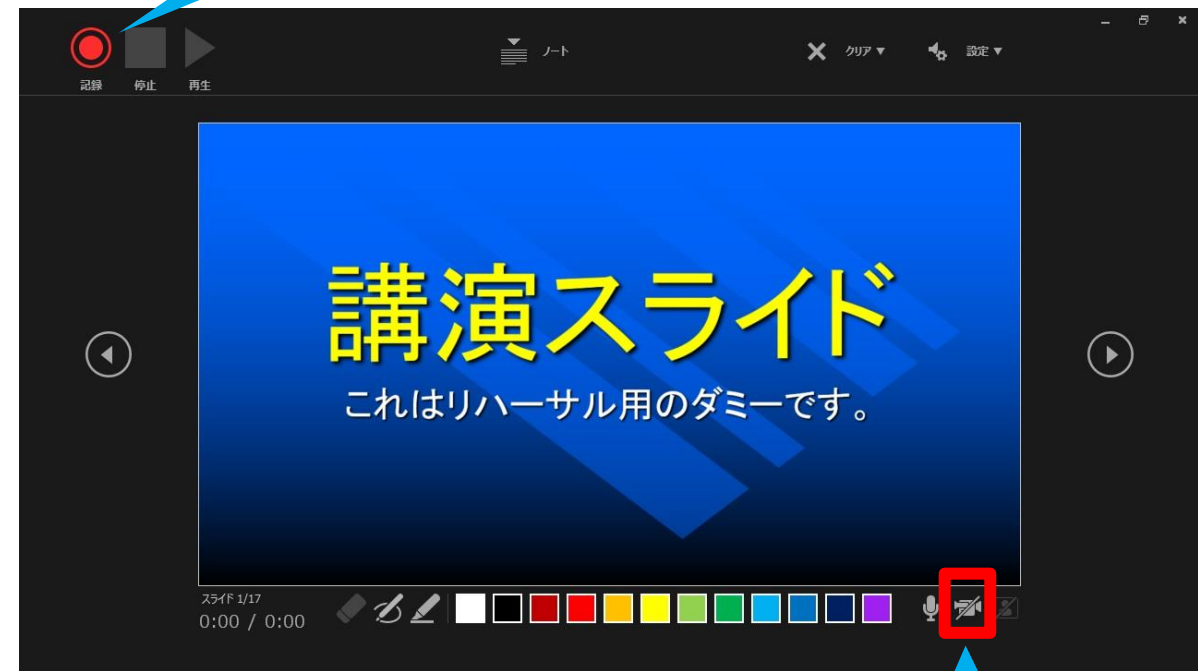 記録 停止 再生
ノート
クリア▼
設定▼
講演スライド
これはリハーサル用のダミーです。
スライド 1/17
0:00 / 0:00